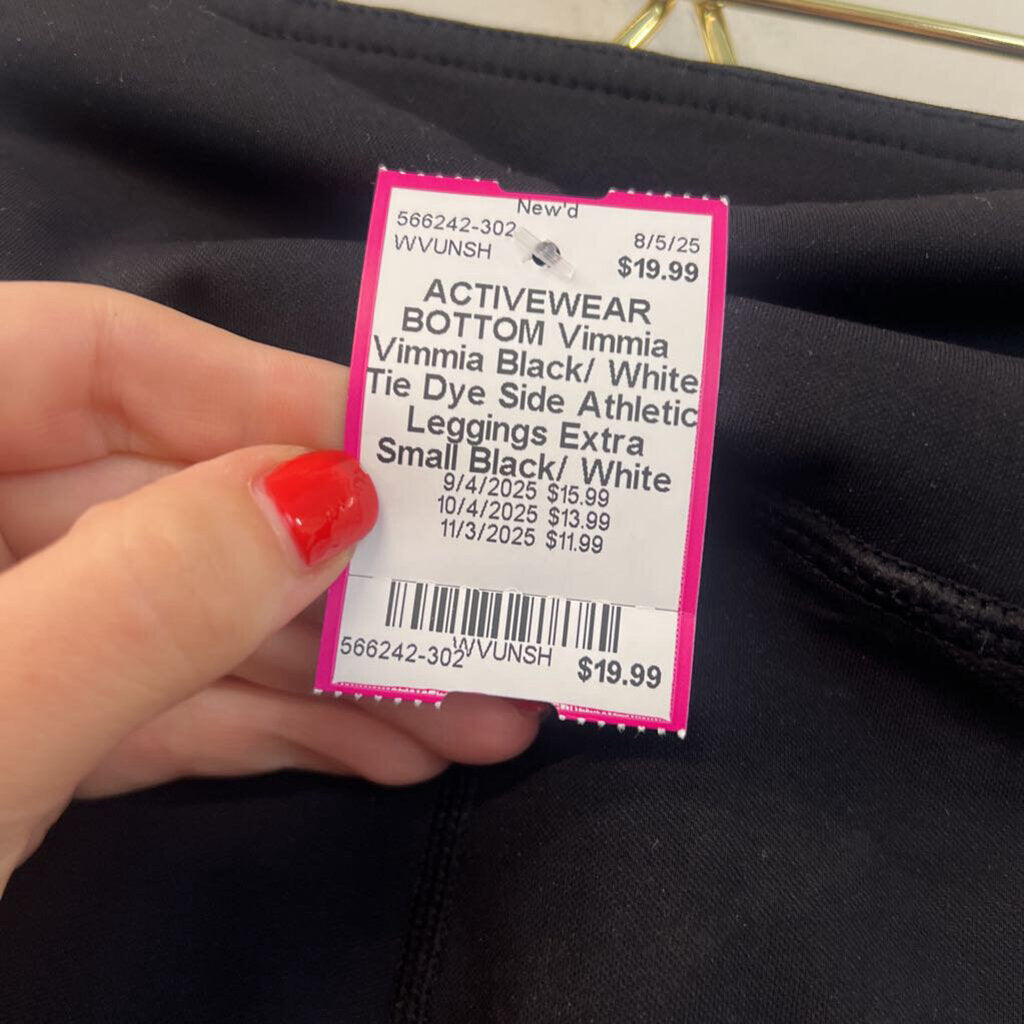 New'd
566242-302
WVUNSH
8/5/25
$19.99
ACTIVEWEAR
BOTTOM Vimmia
Vimmia Black/ White
Tie Dye Side Athletic
Leggings Extra
Small Black/ White
9/4/2025 $15.99
10/4/2025 $13.99
11/3/2025 $11.99
566242-302 WVUNSH $19.99